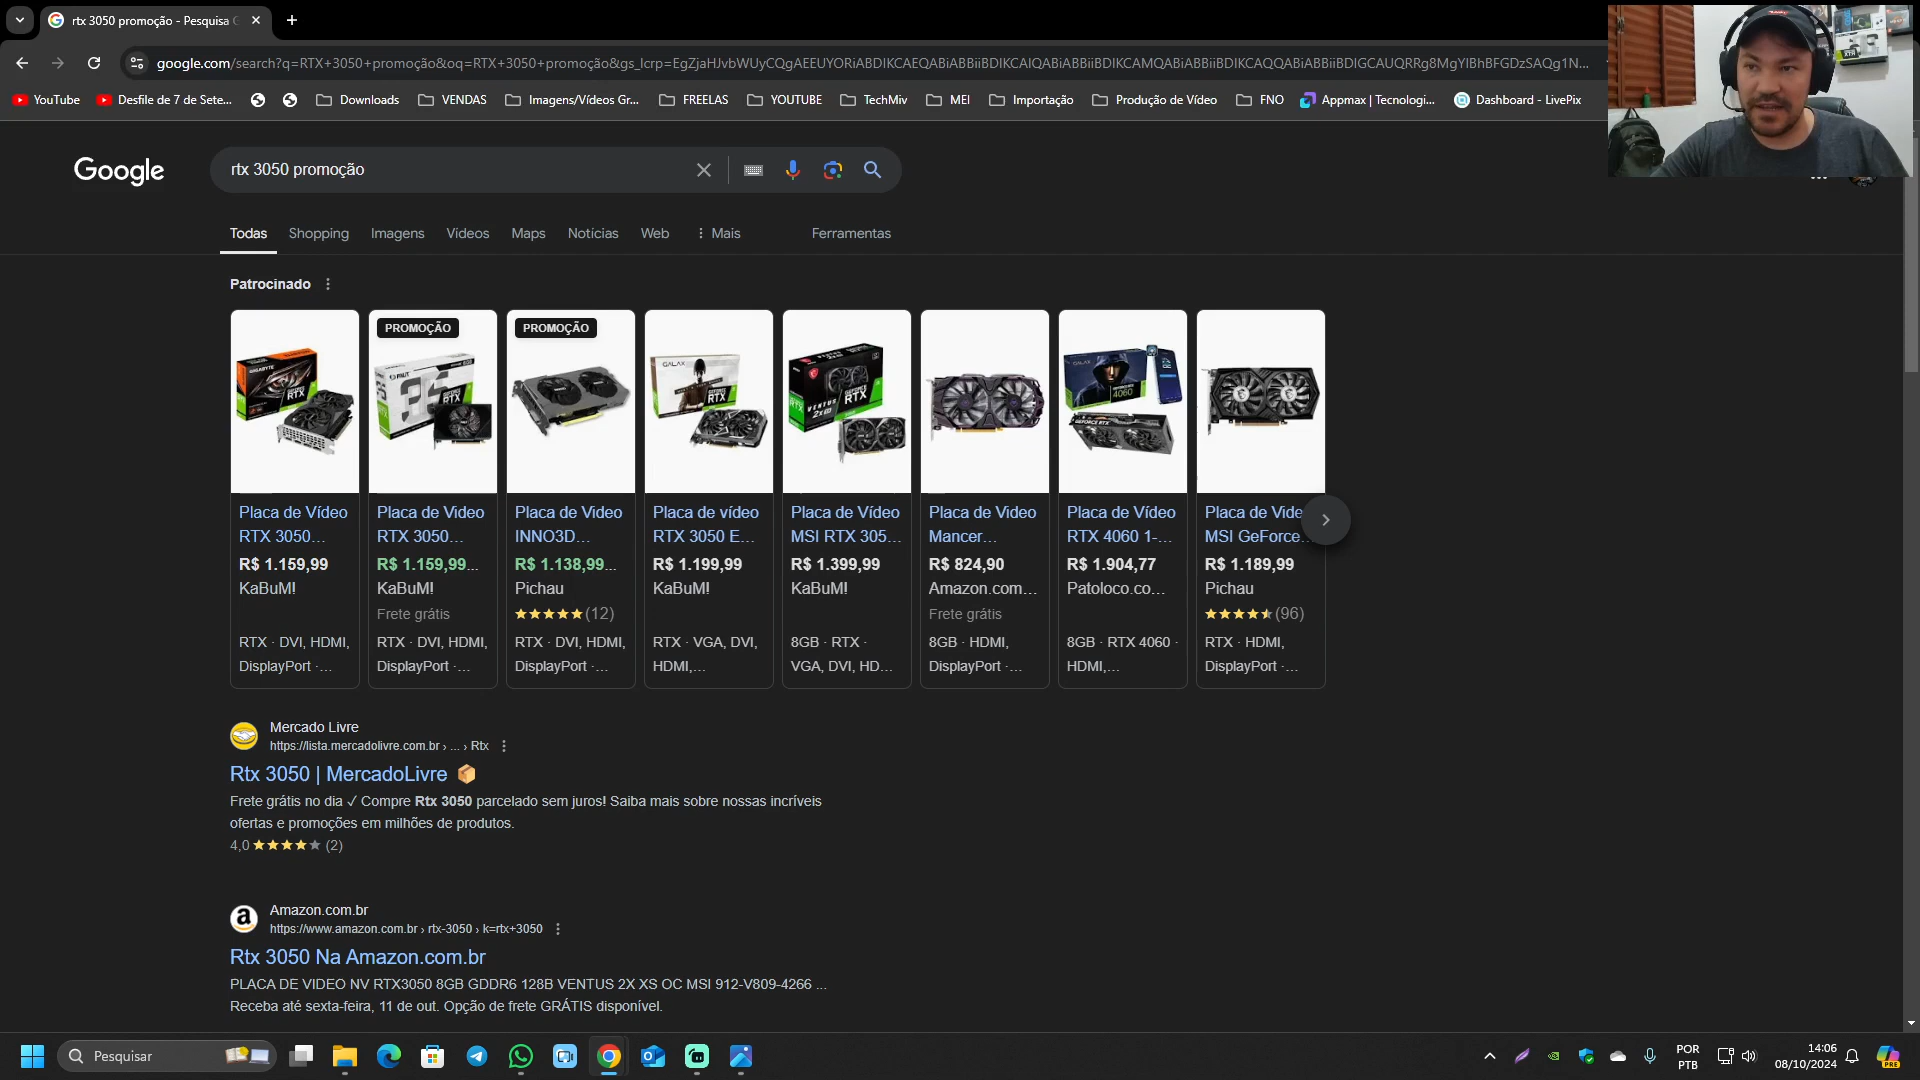 rtx 3050 promoção - Pesquisa G
google.com/search?q=RTX+3050+promoção&oq=RTX+3050+promoção&gs_lcrp=EgZjaHJvbWUyCQgAEEUYORiABDIKCAEQABiABBiiBDIKCAIQABiABBiiBDIKCAMQABiABBiiBDIKCAQQABiABBiiBDIGCAUQRRg8MgYIBhBFGDzSAQg1N...
YouTube
Desfile de 7 de Sete...
Downloads
VENDAS
Imagens/Vídeos Gr...
FREELAS
YOUTUBE
TechMiv
MEI
Importação
Produção de Vídeo
FNO
Appmax | Tecnologi...
Dashboard - LivePix
Google
rtx 3050 promoção
Todas
Shopping
Imagens
Vídeos
Maps
Notícias
Web
Mais
Ferramentas
Patrocinado
PROMOÇÃO
PROMOÇÃO
Placa de Vídeo
RTX 3050...
R$ 1.159,99
KaBuM!
RTX · DVI, HDMI,
DisplayPort ·...
Placa de Video
RTX 3050...
R$ 1.159,99...
KaBuM!
Frete grátis
RTX · DVI, HDMI,
DisplayPort ·...
Placa de Video
INNO3D...
R$ 1.138,99...
Pichau
(12)
RTX · DVI, HDMI,
DisplayPort ·...
Placa de vídeo
RTX 3050 E...
R$ 1.199,99
KaBuM!
RTX · VGA, DVI,
HDMI,...
Placa de Vídeo
MSI RTX 305...
R$ 1.399,99
KaBuM!
8GB · RTX ·
VGA, DVI, HD...
Placa de Video
Mancer...
R$ 824,90
Amazon.com...
Frete grátis
8GB · HDMI,
DisplayPort ·...
Placa de Vídeo
RTX 4060 1-...
R$ 1.904,77
Patoloco.co...
8GB · RTX 4060 ·
HDMI,...
Placa de Vide
MSI GeForce...
R$ 1.189,99
Pichau
(96)
RTX · HDMI,
DisplayPort ·...
Mercado Livre
https://lista.mercadolivre.com.br › ... › Rtx
Rtx 3050 | MercadoLivre 📦
Frete grátis no dia ✓ Compre Rtx 3050 parcelado sem juros! Saiba mais sobre nossas incríveis
ofertas e promoções em milhões de produtos.
4,0 ★★★★★ (2)
Amazon.com.br
https://www.amazon.com.br › rtx-3050 › k=rtx+3050
Rtx 3050 Na Amazon.com.br
PLACA DE VIDEO NV RTX3050 8GB GDDR6 128B VENTUS 2X XS OC MSI 912-V809-4266 ...
Receba até sexta-feira, 11 de out. Opção de frete GRÁTIS disponível.
Pesquisar
POR
PTB
14:06
08/10/2024